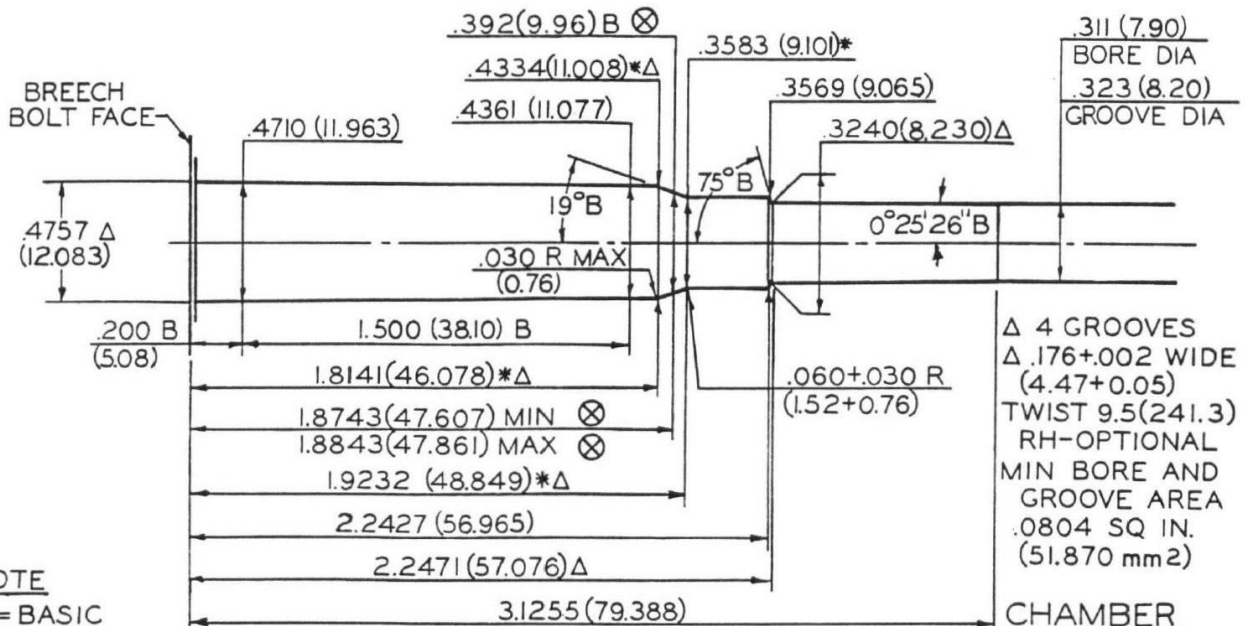 .392(9.96) B ⊗
.4334(11.008)*Δ
.4361 (11.077)
.3583 (9.101)*
.3569 (9.065)
.3240(8.230)Δ
.311 (7.90)
BORE DIA
.323 (8.20)
GROOVE DIA
BREECH
BOLT FACE
.4710 (11.963)
.4757 Δ
(12.083)
19°B
75°B
0°25'26"B
.030 R MAX
(0.76)
.200 B
(5.08)
1.500 (38.10) B
1.8141(46.078)*Δ
1.8743(47.607) MIN ⊗
1.8843(47.861) MAX ⊗
1.9232 (48.849)*Δ
2.2427 (56.965)
2.2471(57.076)Δ
3.1255(79.388)
.060+.030 R
(1.52+0.76)
Δ 4 GROOVES
Δ .176+.002 WIDE
(4.47+0.05)
TWIST 9.5(241.3)
RH-OPTIONAL
MIN BORE AND
GROOVE AREA
.0804 SQ IN.
(51.870 mm2)
CHAMBER
OTE
= BASIC